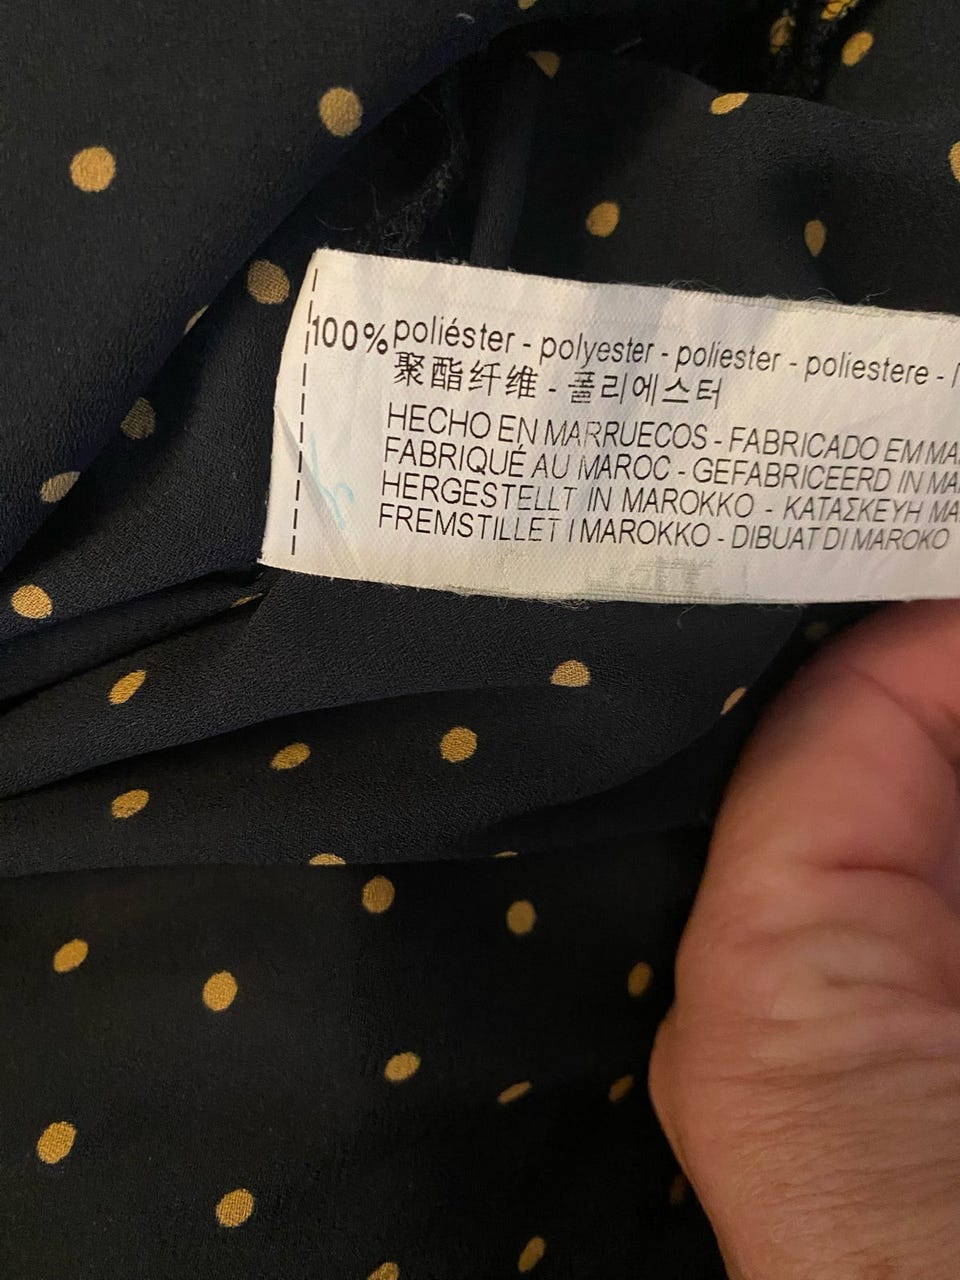 100% poliéster - polyester - poliester - poliestere -
聚酯纤维 - 폴리에스터
HECHO EN MARRUECOS - FABRICADO EM
FABRIQUÉ AU MAROC - GEFABRICEERD IN
HERGESTELLT IN MAROKKO - ΚΑΤΑΣΚΕΥΗ
FREMSTILLET I MAROKKO - DIBUAT DI MAROKO